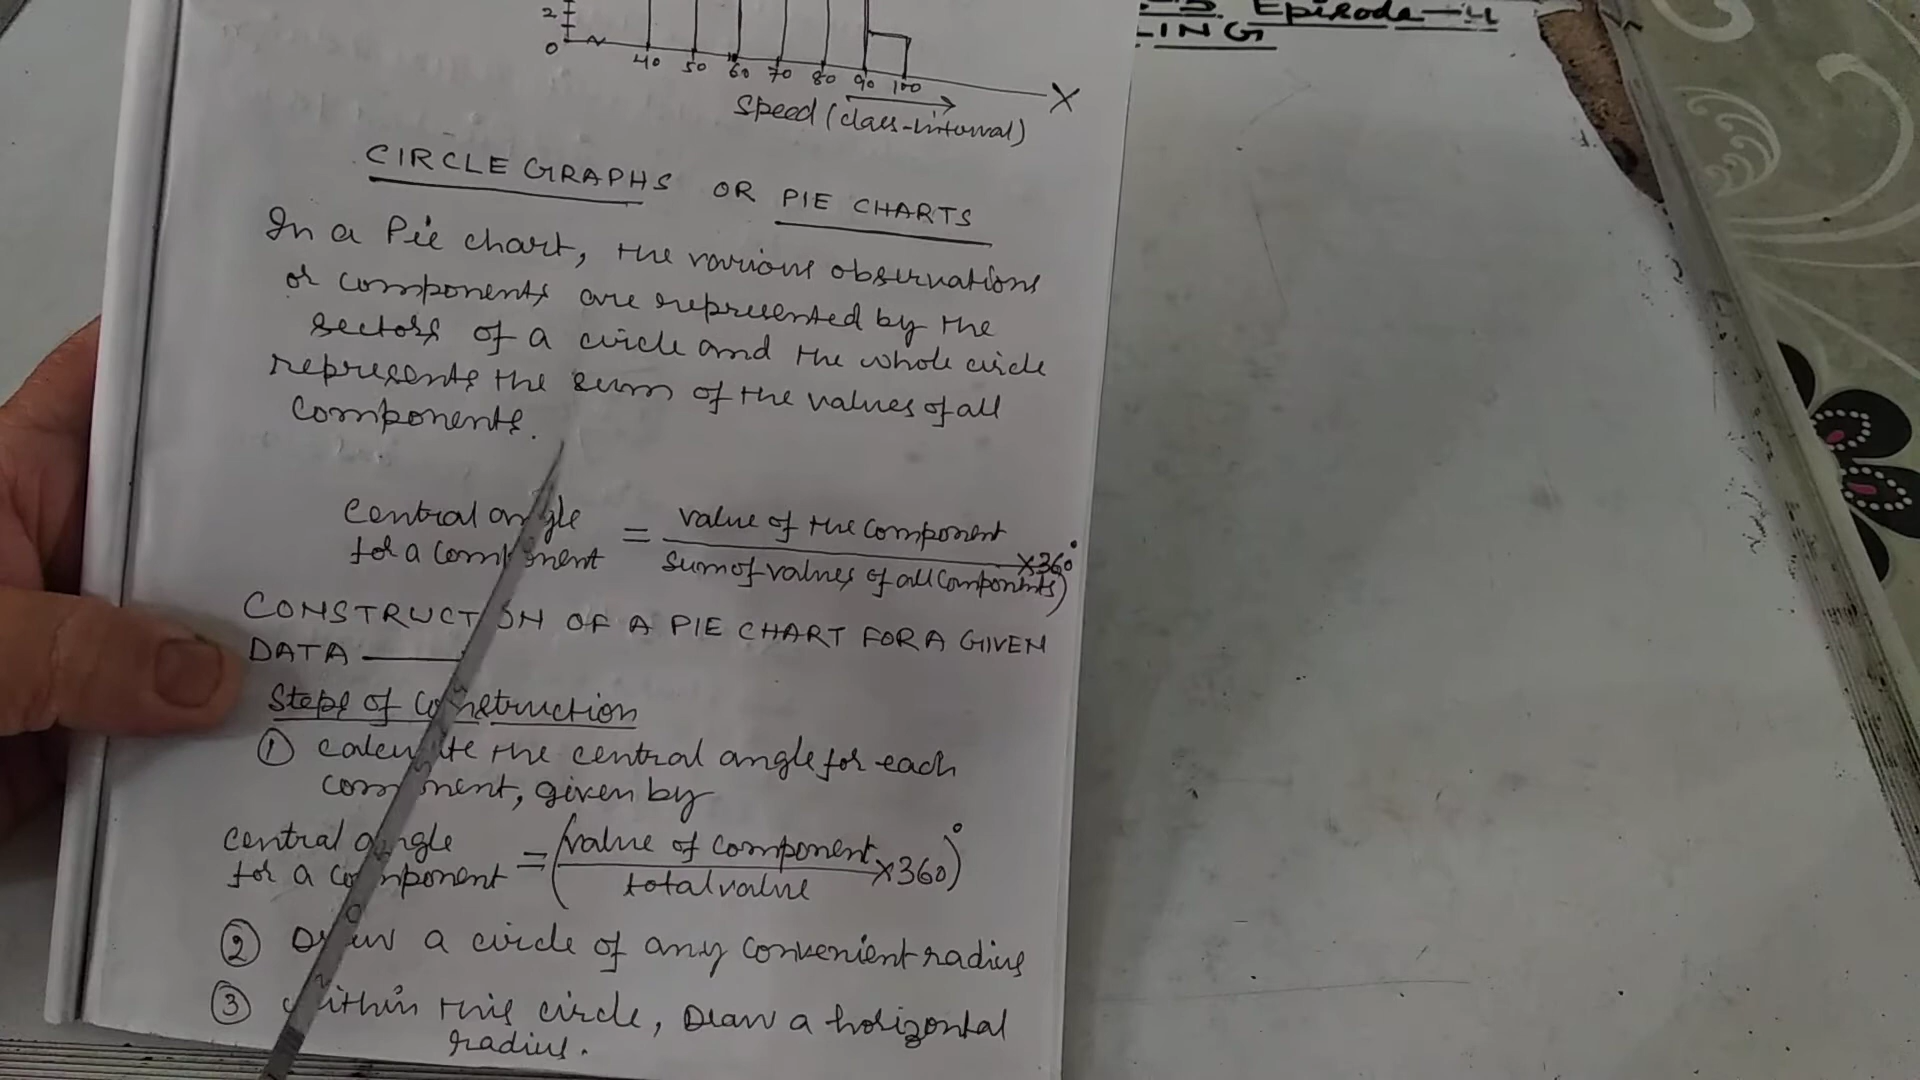 2
0
40 50 60 70 80 90 100
X
Speed (class-interval)
Episode-4
LING
CIRCLE GRAPHS OR PIE CHARTS
In a Pie chart, the various observations
or components are represented by the
sectors of a circle and the whole circle
represents the sum of the values of all
components.
central angle for a component = value of the component / sum of values of all components) × 360°
CONSTRUCTION OF A PIE CHART FOR A GIVEN
DATA —
Steps of Construction
① calculate the central angle for each
component, given by
central angle for a component = (value of component / total value × 360)°
② Draw a circle of any convenient radius
③ Within this circle, Draw a horizontal
radius.